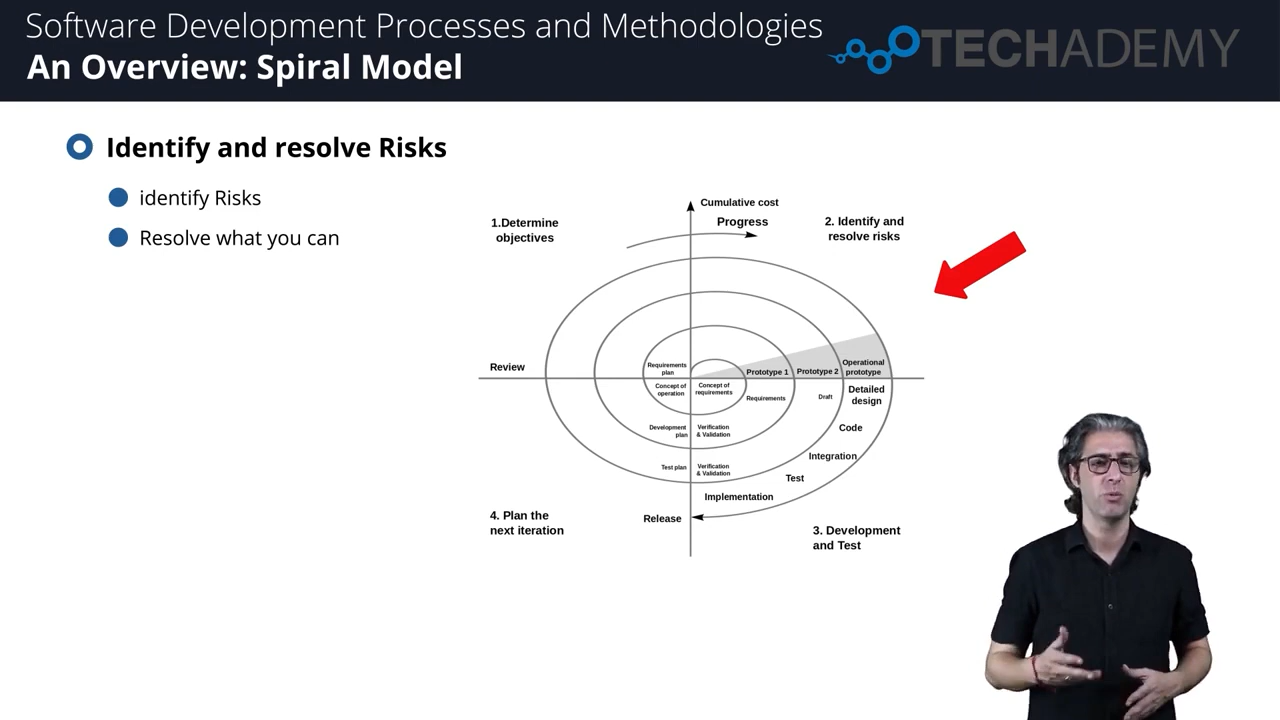 Software Development Processes and Methodologies
An Overview: Spiral Model
TECHADEMY
Identify and resolve Risks
identify Risks
Resolve what you can
Cumulative cost
Progress
1.Determine
objectives
2. Identify and
resolve risks
Review
Requirements
plan
Prototype 1
Prototype 2
Operational
prototype
Concept of
operation
Concept of
requirements
Requirements
Draft
Detailed
design
Development
plan
Verification
& Validation
Code
Test plan
Verification
& Validation
Integration
Test
Implementation
Release
4. Plan the
next iteration
3. Development
and Test